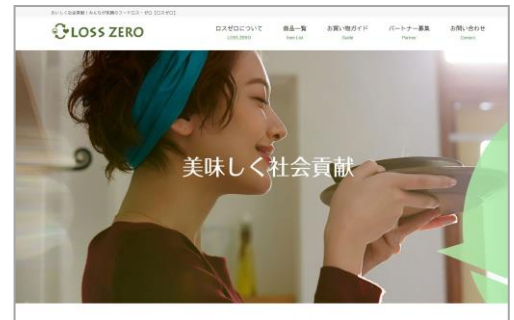 おいしく社会貢献！みんなが笑顔のフードロス・ゼロ【ロスゼロ】
LOSS ZERO
ロスゼロについて 商品一覧 お買い物ガイド パートナー募集 お問い合わせ
LOSS ZERO Item List Guide Partner Contact
美味しく社会貢献